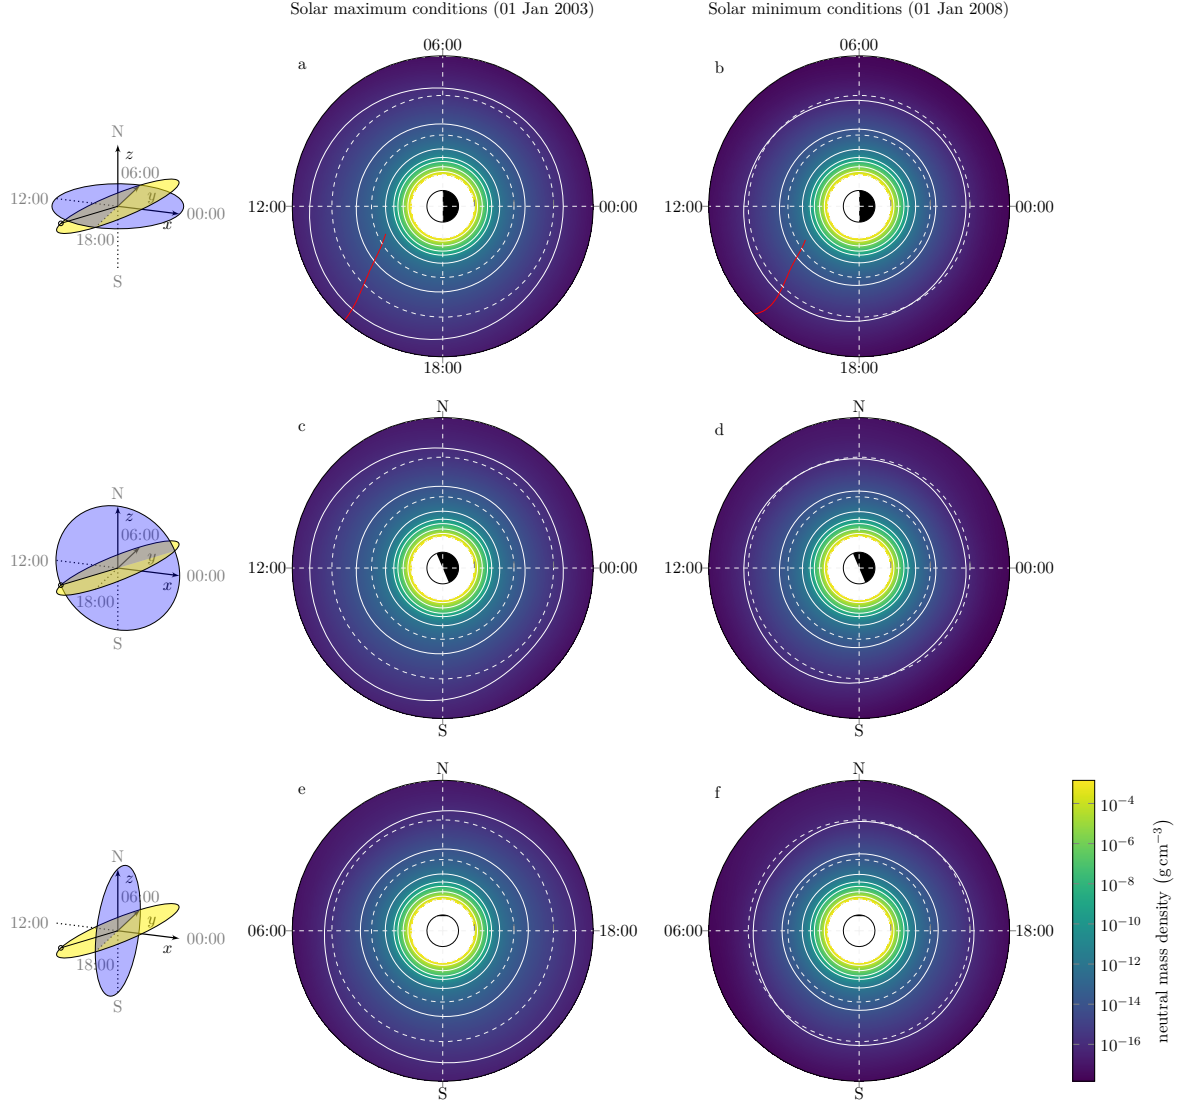 Solar maximum conditions (01 Jan 2003)
Solar minimum conditions (01 Jan 2008)
a
06:00
12:00
00:00
18:00
b
06:00
12:00
00:00
18:00
N
z
06:00
12:00
y
00:00
x
18:00
S
c
N
12:00
00:00
S
d
N
12:00
00:00
S
N
z
06:00
12:00
y
00:00
x
18:00
S
e
N
06:00
18:00
S
f
N
06:00
18:00
S
N
z
06:00
12:00
y
00:00
x
18:00
S
10⁻⁴
10⁻⁶
10⁻⁸
10⁻¹⁰
10⁻¹²
10⁻¹⁴
10⁻¹⁶
neutral mass density (g cm⁻³)